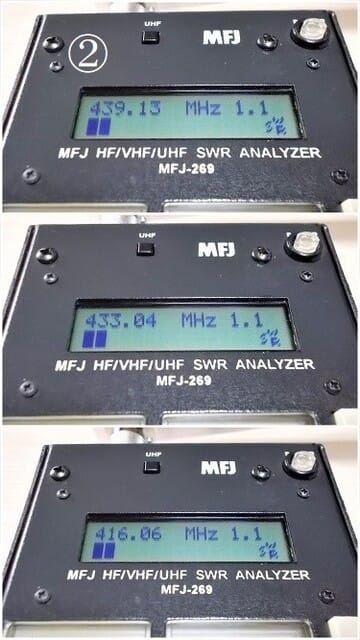 ②
UHF
MFJ
439.13 MHz 1.1
MFJ HF/VHF/UHF SWR ANALYZER
MFJ-269
UHF
MFJ
433.04 MHz 1.1
MFJ HF/VHF/UHF SWR ANALYZER
MFJ-269
UHF
MFJ
416.06 MHz 1.1
MFJ HF/VHF/UHF SWR ANALYZER
MFJ-269